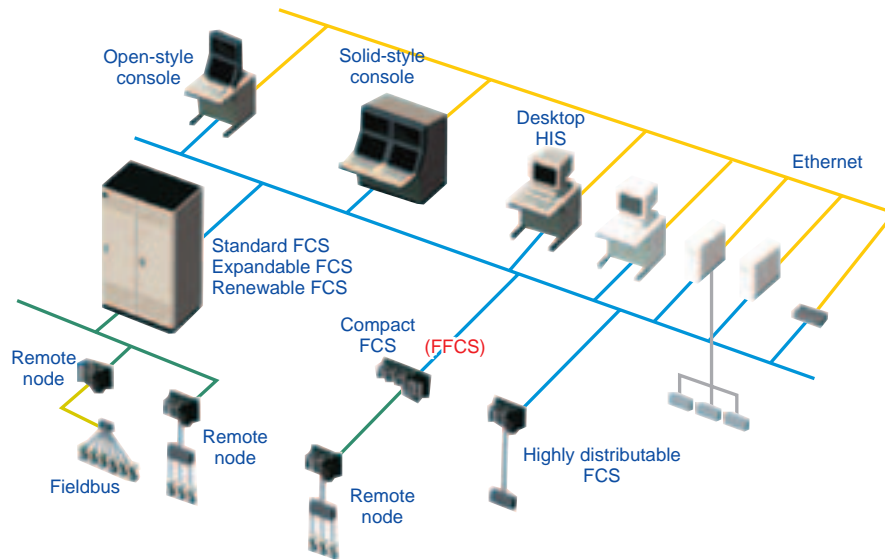 Open-style
console
Solid-style
console
Desktop
HIS
Ethernet
Standard FCS
Expandable FCS
Renewable FCS
Compact
FCS
(FFCS)
Remote
node
Remote
node
Fieldbus
Highly distributable
FCS
Remote
node